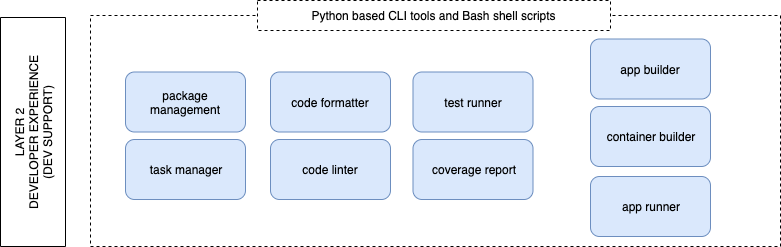 Python based CLI tools and Bash shell scripts
LAYER 2
DEVELOPER EXPERIENCE
(DEV SUPPORT)
package
management
code formatter
test runner
app builder
task manager
code linter
coverage report
container builder
app runner